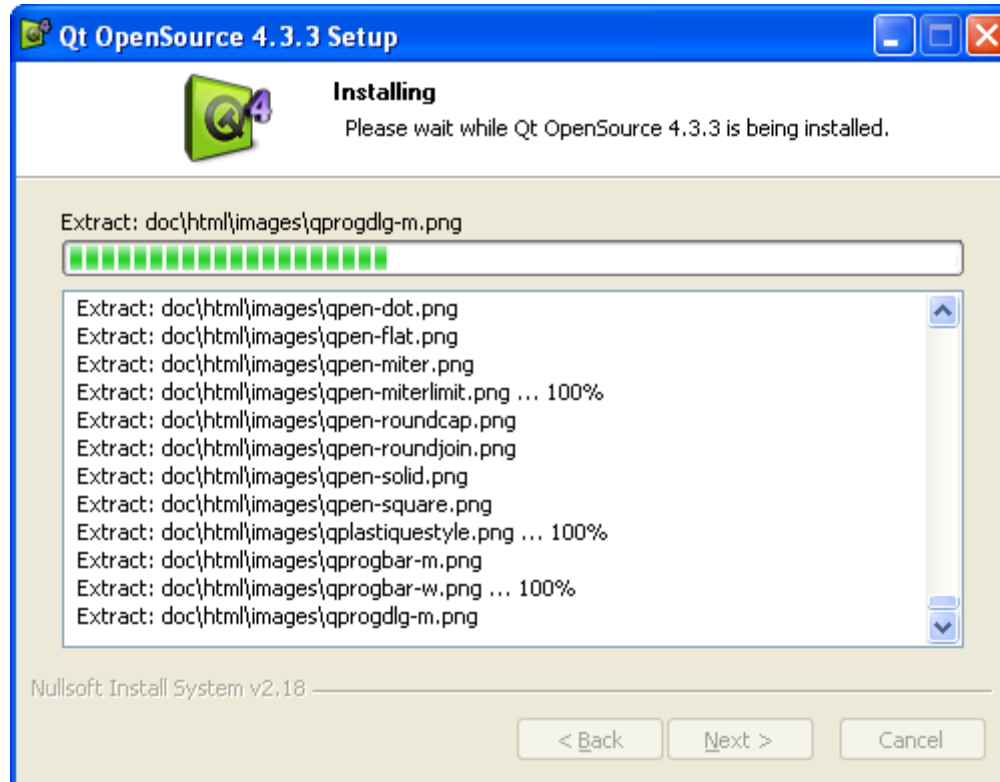 Qt OpenSource 4.3.3 Setup
Q4
Installing
Please wait while Qt OpenSource 4.3.3 is being installed.
Extract: doc\html\images\qprogdlg-m.png
Extract: doc\html\images\qpen-dot.png
Extract: doc\html\images\qpen-flat.png
Extract: doc\html\images\qpen-miter.png
Extract: doc\html\images\qpen-miterlimit.png ... 100%
Extract: doc\html\images\qpen-roundcap.png
Extract: doc\html\images\qpen-roundjoin.png
Extract: doc\html\images\qpen-solid.png
Extract: doc\html\images\qpen-square.png
Extract: doc\html\images\qplastiquestyle.png ... 100%
Extract: doc\html\images\qprogbar-m.png
Extract: doc\html\images\qprogbar-w.png ... 100%
Extract: doc\html\images\qprogdlg-m.png
Nullsoft Install System v2.18
< Back Next > Cancel